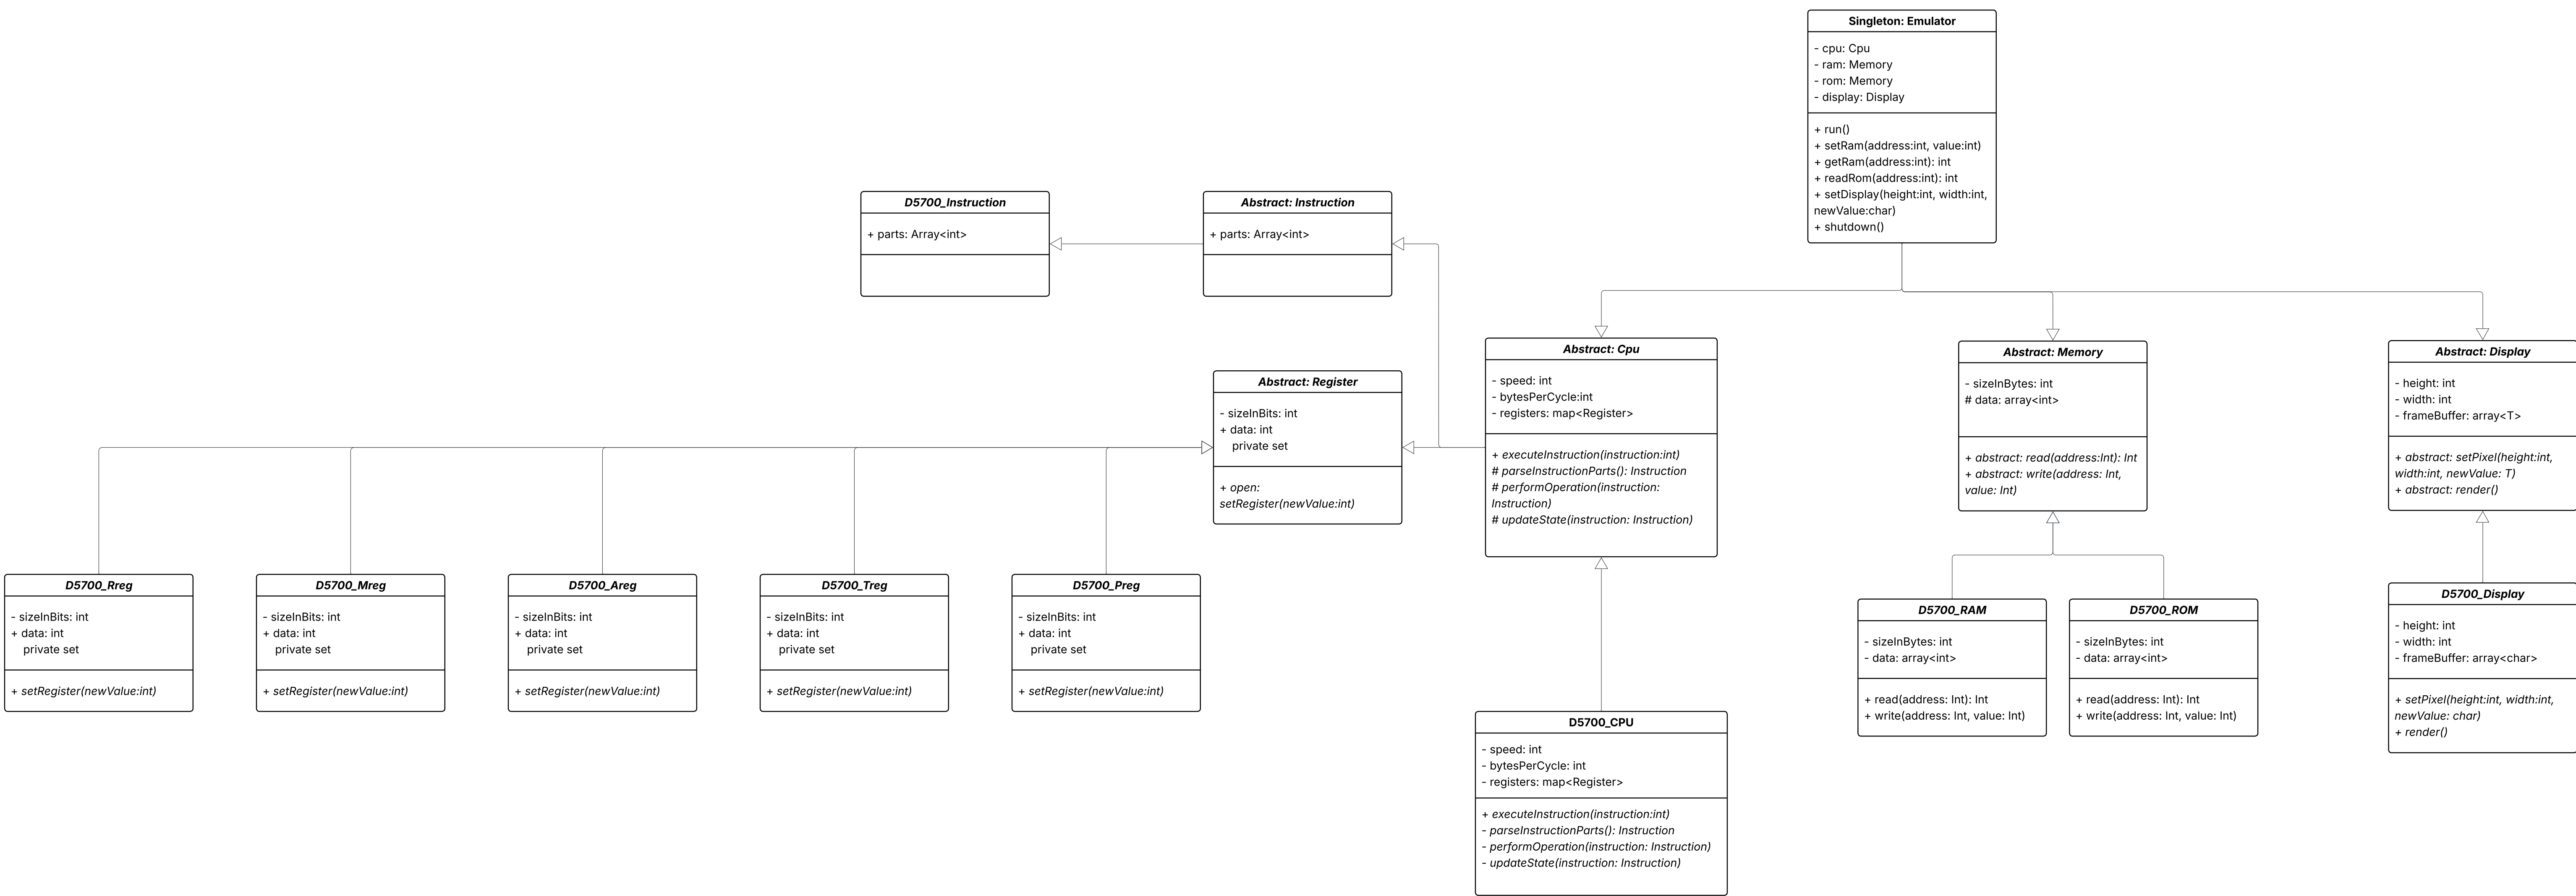 Singleton: Emulator
- cpu: Cpu
- ram: Memory
- rom: Memory
- display: Display
+ run()
+ setRam(address:int, value:int)
+ getRam(address:int): int
+ readRom(address:int): int
+ setDisplay(height:int, width:int,
newValue:char)
+ shutdown()
D5700_Instruction
+ parts: Array<int>
Abstract: Instruction
+ parts: Array<int>
Abstract: Register
- sizeInBits: int
+ data: int
private set
+ open:
setRegister(newValue:int)
Abstract: Cpu
- speed: int
- bytesPerCycle:int
- registers: map<Register>
+ executeInstruction(instruction:int)
# parseInstructionParts(): Instruction
# performOperation(instruction:
Instruction)
# updateState(instruction: Instruction)
Abstract: Memory
- sizeInBytes: int
# data: array<int>
+ abstract: read(address:Int): Int
+ abstract: write(address: Int,
value: Int)
Abstract: Display
- height: int
- width: int
- frameBuffer: array<T>
+ abstract: setPixel(height:int,
width:int, newValue: T)
+ abstract: render()
D5700_Rreg
- sizeInBits: int
+ data: int
private set
+ setRegister(newValue:int)
D5700_Mreg
- sizeInBits: int
+ data: int
private set
+ setRegister(newValue:int)
D5700_Areg
- sizeInBits: int
+ data: int
private set
+ setRegister(newValue:int)
D5700_Treg
- sizeInBits: int
+ data: int
private set
+ setRegister(newValue:int)
D5700_Preg
- sizeInBits: int
+ data: int
private set
+ setRegister(newValue:int)
D5700_CPU
- speed: int
- bytesPerCycle: int
- registers: map<Register>
+ executeInstruction(instruction:int)
- parseInstructionParts(): Instruction
- performOperation(instruction: Instruction)
- updateState(instruction: Instruction)
D5700_RAM
- sizeInBytes: int
- data: array<int>
+ read(address: Int): Int
+ write(address: Int, value: Int)
D5700_ROM
- sizeInBytes: int
- data: array<int>
+ read(address: Int): Int
+ write(address: Int, value: Int)
D5700_Display
- height: int
- width: int
- frameBuffer: array<char>
+ setPixel(height:int, width:int,
newValue: char)
+ render()